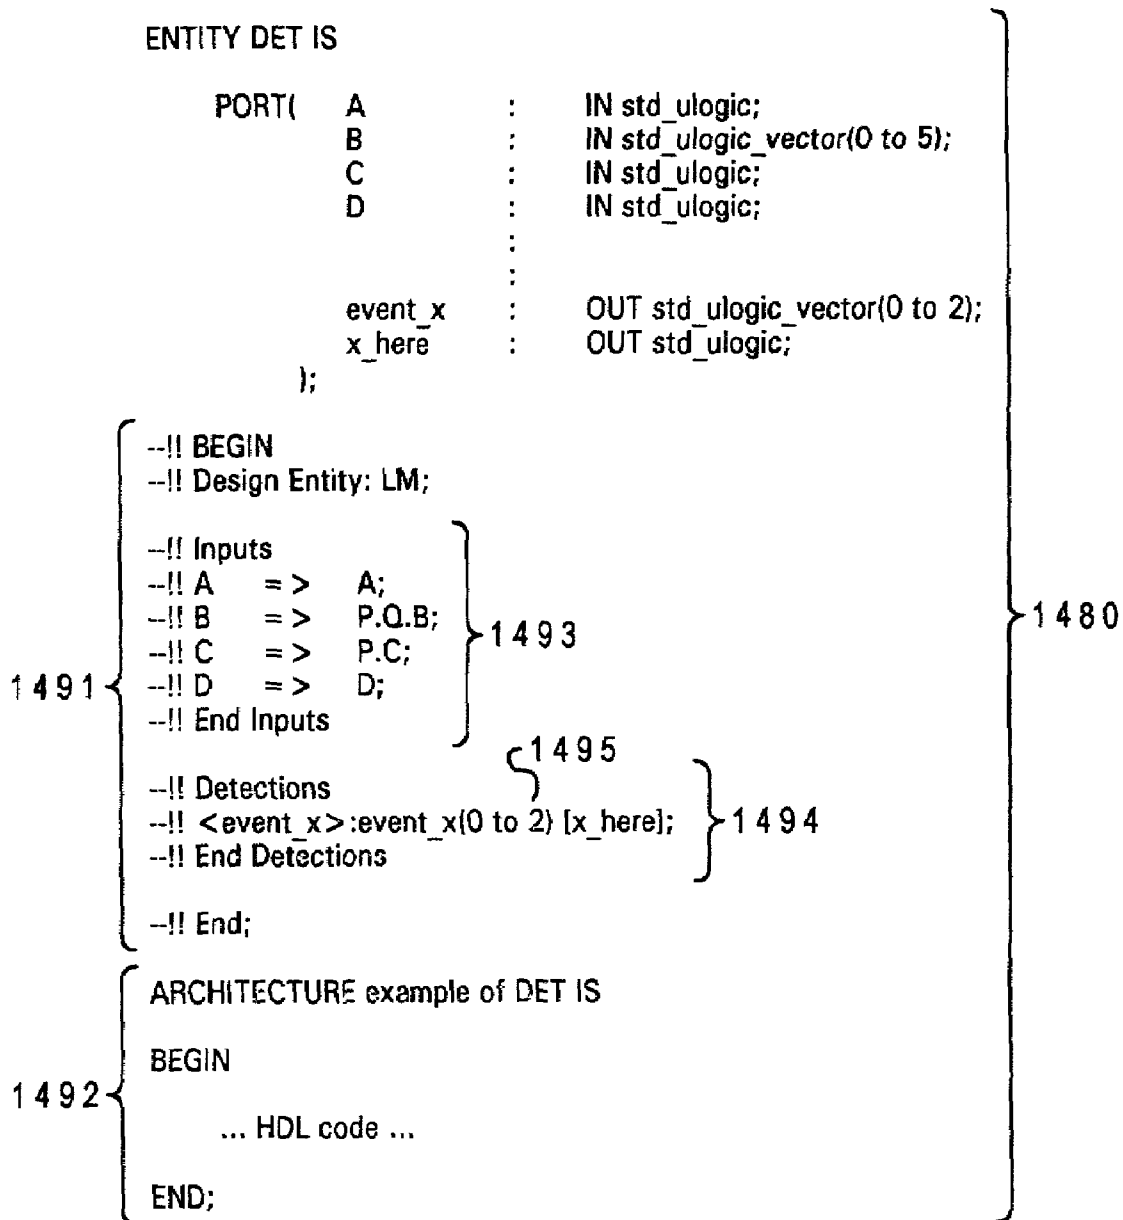 ENTITY DET IS
PORT( A : IN std_ulogic;
B : IN std_ulogic_vector(0 to 5);
C : IN std_ulogic;
D : IN std_ulogic;
:
:
event_x : OUT std_ulogic_vector(0 to 2);
x_here : OUT std_ulogic;
);
--!! BEGIN
--!! Design Entity: LM;
--!! Inputs
--!! A => A;
--!! B => P.Q.B;
--!! C => P.C;
--!! D => D;
--!! End Inputs
1493
1480
1491
1495
--!! Detections
--!! <event_x>:event_x(0 to 2) [x_here];
--!! End Detections
1494
--!! End;
ARCHITECTURE example of DET IS
BEGIN
1492
... HDL code ...
END;